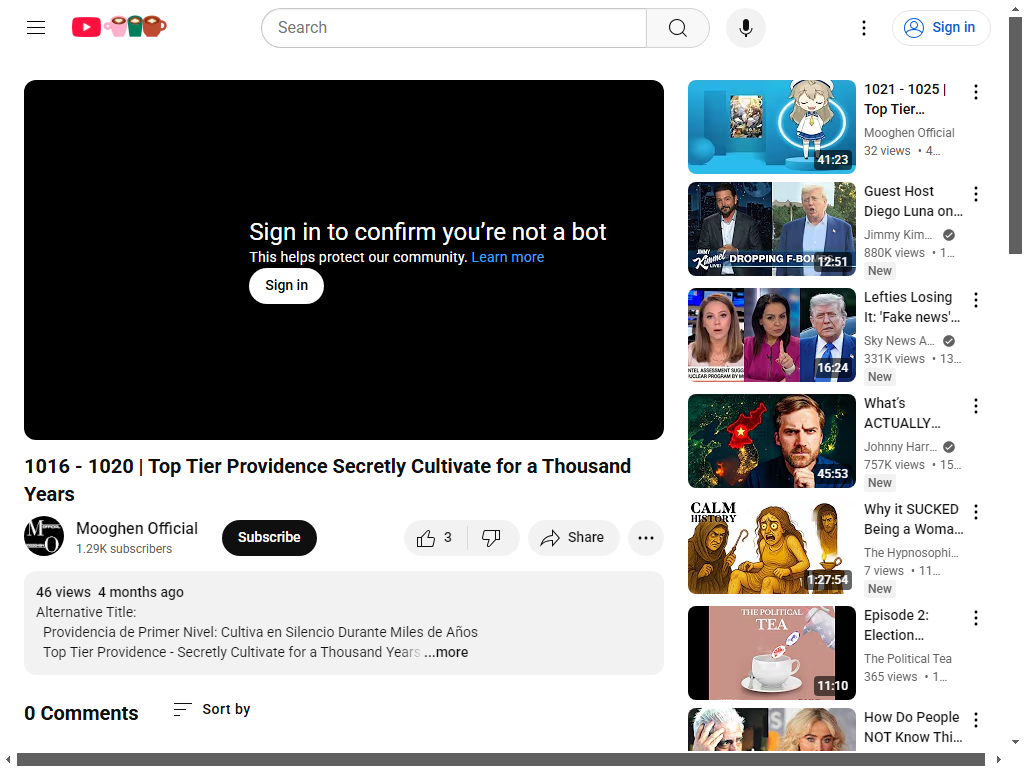 Search
Sign in
Sign in to confirm you're not a bot
This helps protect our community. Learn more
Sign in
1016 - 1020 | Top Tier Providence Secretly Cultivate for a Thousand
Years
Mooghen Official
1.29K subscribers
Subscribe
3
Share
46 views 4 months ago
Alternative Title:
Providencia de Primer Nivel: Cultiva en Silencio Durante Miles de Años
Top Tier Providence - Secretly Cultivate for a Thousand Years ...more
0 Comments
Sort by
41:23
1021 - 1025 |
Top Tier...
Mooghen Official
32 views • 4...
JIMMY
KIMMEL
LIVE!
DROPPING F-BOM
12:51
Guest Host
Diego Luna on...
Jimmy Kim...
880K views • 1...
New
16:24
Lefties Losing
It: 'Fake news'...
Sky News A...
331K views • 13...
New
45:53
What's
ACTUALLY...
Johnny Harr...
757K views • 15...
New
CALM
HISTORY
1:27:54
Why it SUCKED
Being a Woma...
The Hypnosophi...
7 views • 11...
New
THE POLITICAL
TEA
11:10
Episode 2:
Election...
The Political Tea
365 views • 1...
How Do People
NOT Know Thi...